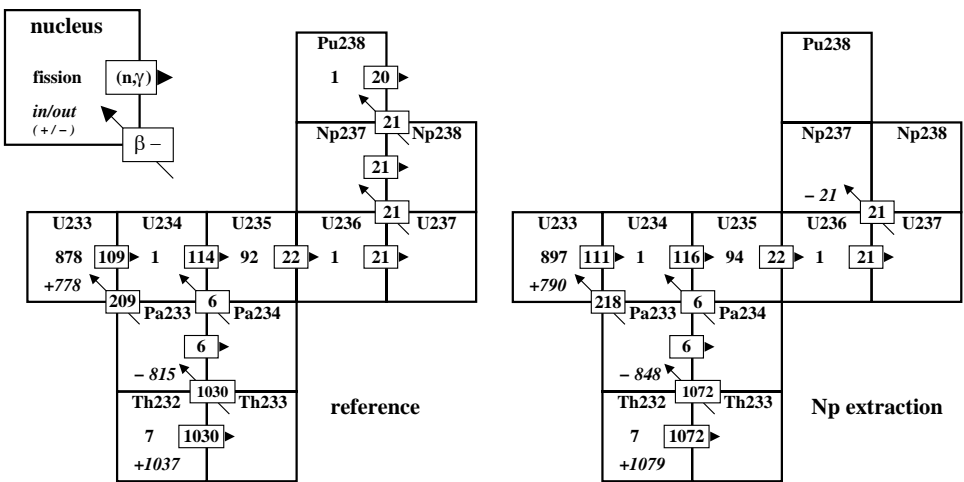 nucleus
fission (n,γ)
in/out
( + / − )
β −
Pu238
1 20
21
Np237 Np238
21
21
U233 U234 U235 U236 U237
878 109 1 114 92 22 1 21
+778
209 Pa233 6 Pa234
6
− 815
1030
Th232 Th233
7 1030
+1037
reference
Pu238
Np237 Np238
− 21
21
U233 U234 U235 U236 U237
897 111 1 116 94 22 1 21
+790
218 Pa233 6 Pa234
6
− 848
1072
Th232 Th233
7 1072
+1079
Np extraction